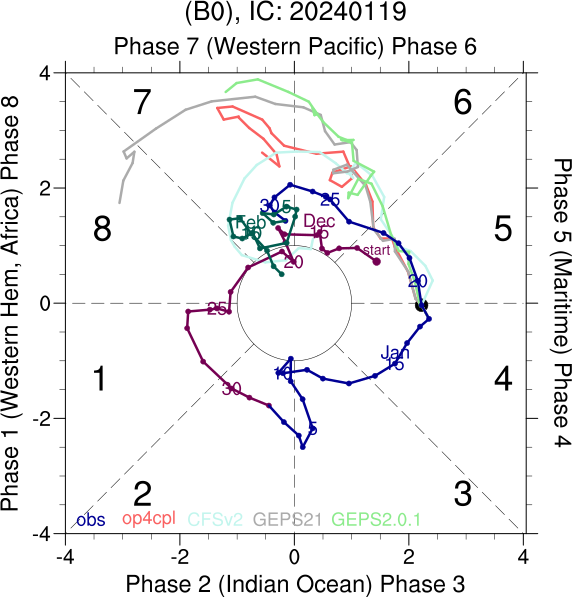 (B0), IC: 20240119
Phase 7 (Western Pacific) Phase 6
Phase 1 (Western Hem, Africa) Phase 8
Phase 5 (Maritime) Phase 4
4
2
0
-2
-4
7
6
8
5
1
4
2
3
30
5
25
Feb
10
Dec
15
start
20
20
25
Jan
15
10
30
5
obs op4cpl CFSv2 GEPS21 GEPS2.0.1
-4 -2 0 2 4
Phase 2 (Indian Ocean) Phase 3